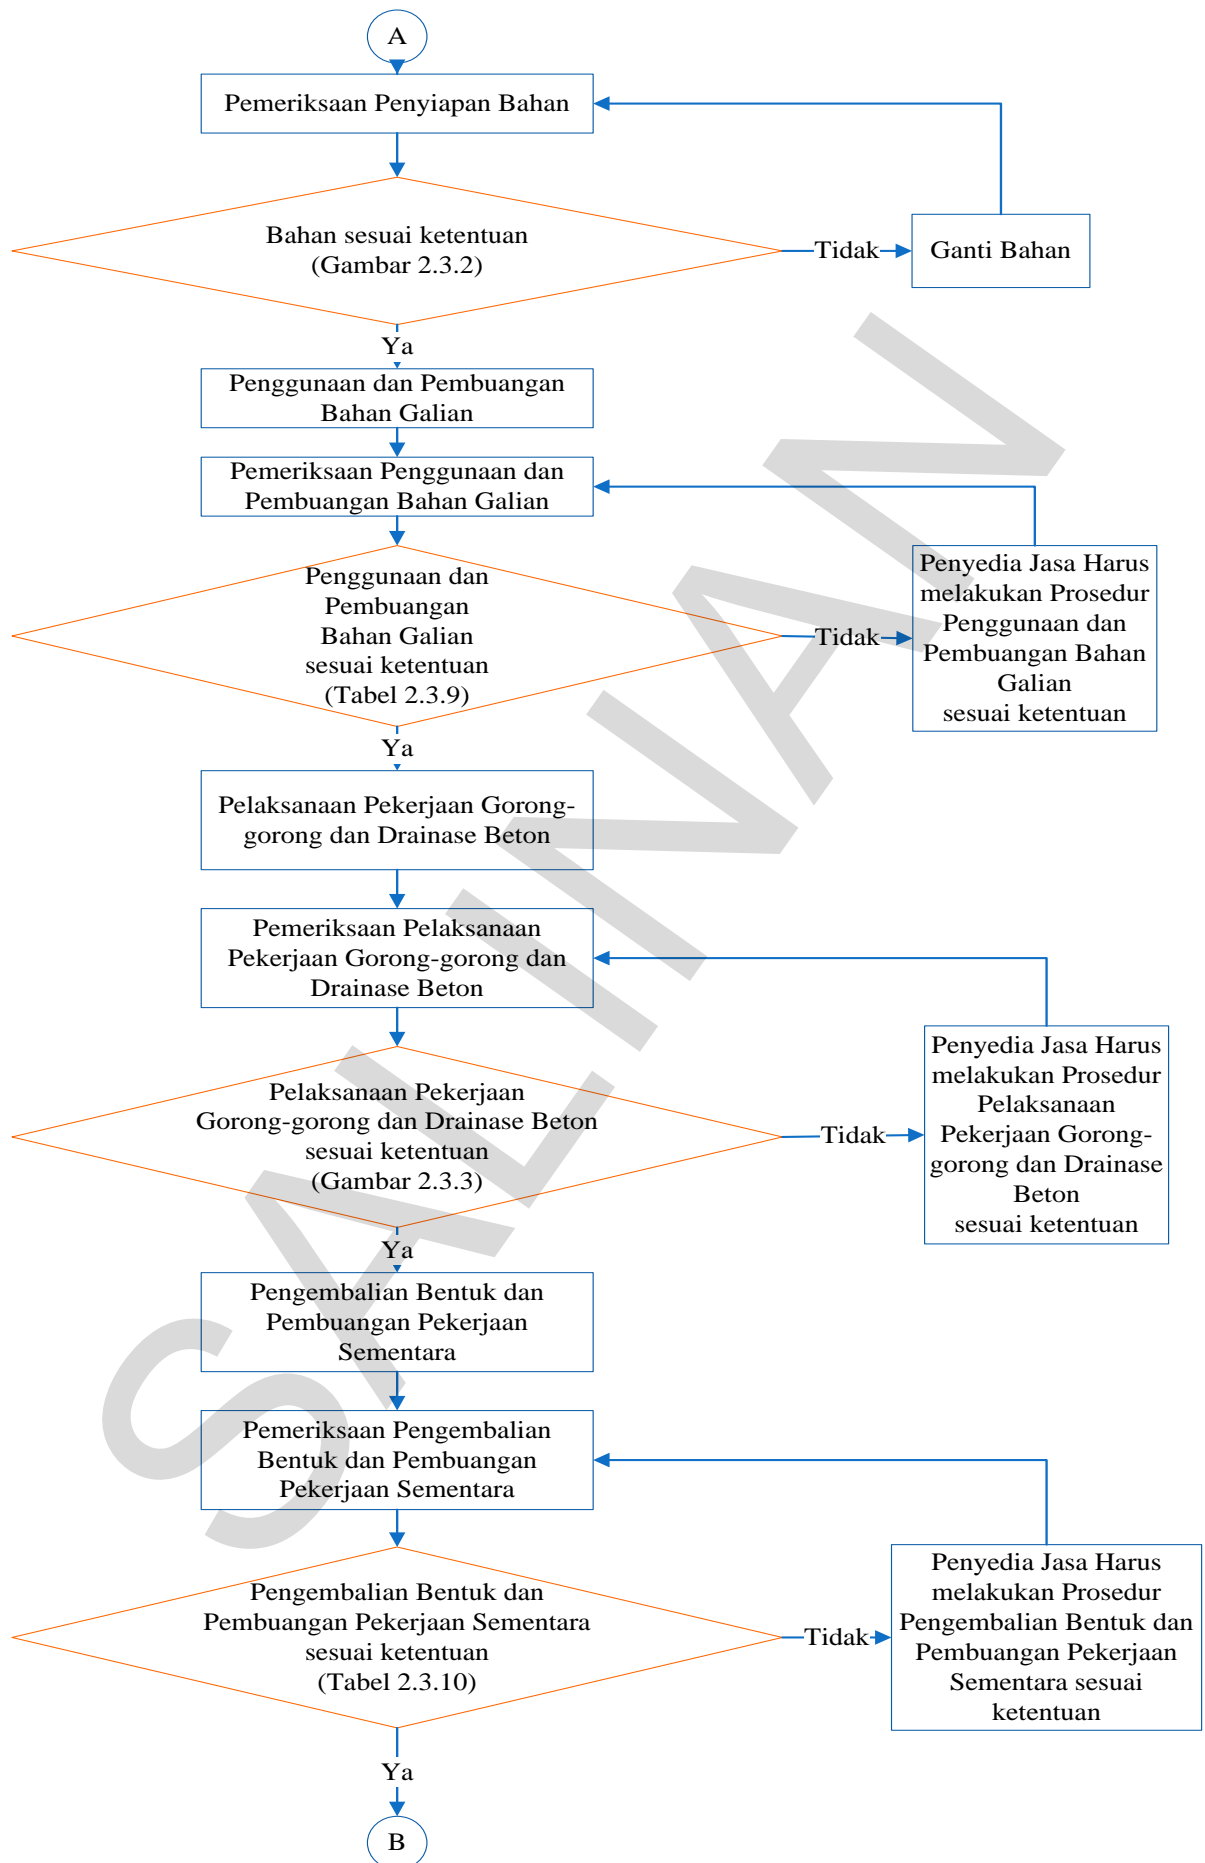 A
Pemeriksaan Penyiapan Bahan
Bahan sesuai ketentuan
(Gambar 2.3.2)
Tidak
Ganti Bahan
Ya
Penggunaan dan Pembuangan
Bahan Galian
Pemeriksaan Penggunaan dan
Pembuangan Bahan Galian
Penggunaan dan
Pembuangan
Bahan Galian
sesuai ketentuan
(Tabel 2.3.9)
Tidak
Penyedia Jasa Harus
melakukan Prosedur
Penggunaan dan
Pembuangan Bahan
Galian
sesuai ketentuan
Ya
Pelaksanaan Pekerjaan Gorong-
gorong dan Drainase Beton
Pemeriksaan Pelaksanaan
Pekerjaan Gorong-gorong dan
Drainase Beton
Pelaksanaan Pekerjaan
Gorong-gorong dan Drainase Beton
sesuai ketentuan
(Gambar 2.3.3)
Tidak
Penyedia Jasa Harus
melakukan Prosedur
Pelaksanaan
Pekerjaan Gorong-
gorong dan Drainase
Beton
sesuai ketentuan
Ya
Pengembalian Bentuk dan
Pembuangan Pekerjaan
Sementara
Pemeriksaan Pengembalian
Bentuk dan Pembuangan
Pekerjaan Sementara
Pengembalian Bentuk dan
Pembuangan Pekerjaan Sementara
sesuai ketentuan
(Tabel 2.3.10)
Tidak
Penyedia Jasa Harus
melakukan Prosedur
Pengembalian Bentuk dan
Pembuangan Pekerjaan
Sementara sesuai
ketentuan
Ya
B
SALINAN